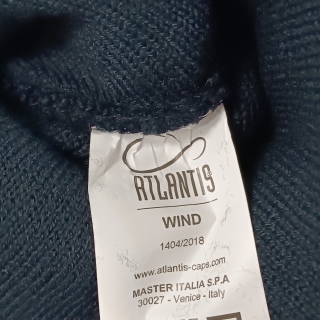 ATLANTIS
WIND
1404/2018
www.atlantis-caps.com
MASTER ITALIA S.P.A
30027 - Venice - Italy